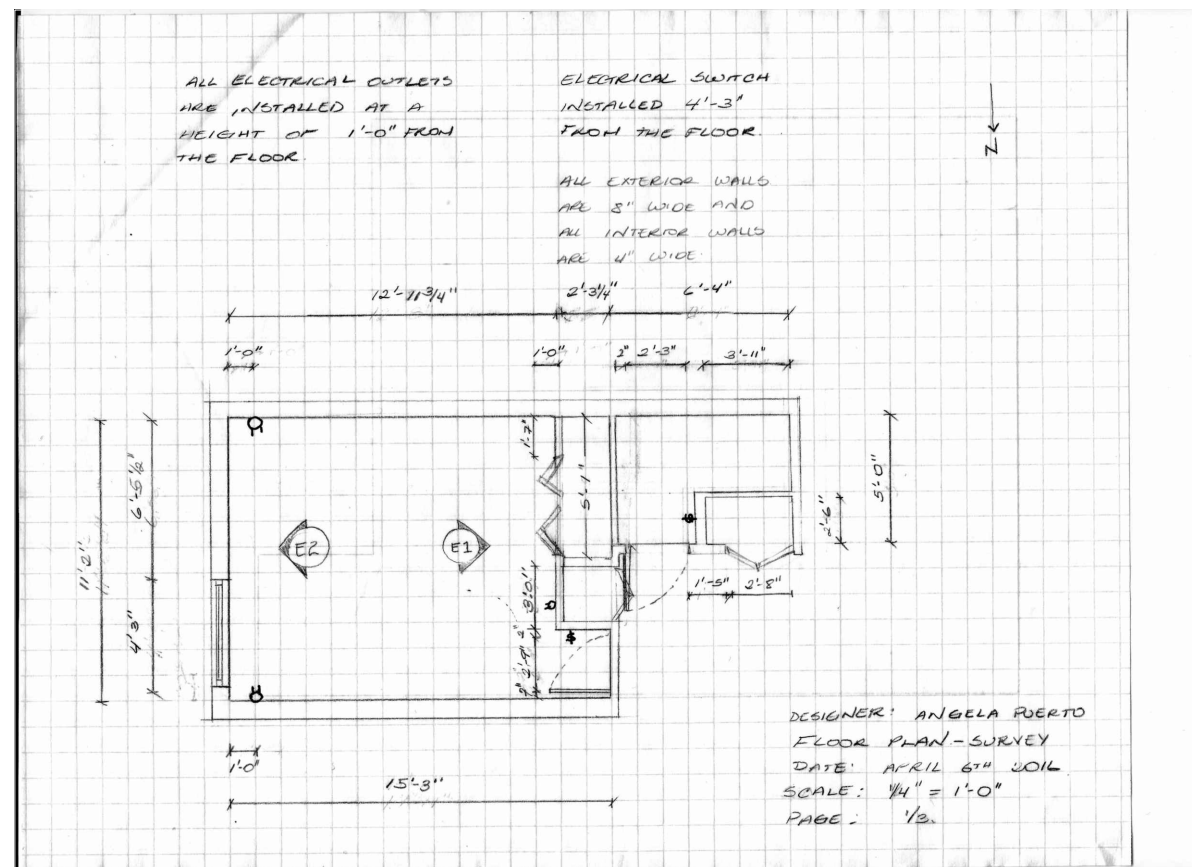 ALL ELECTRICAL OUTLETS
ARE INSTALLED AT A
HEIGHT OF 1'-0" FROM
THE FLOOR.
ELECTRICAL SWITCH
INSTALLED 4'-3"
FROM THE FLOOR.
ALL EXTERIOR WALLS
ARE 8" WIDE AND
ALL INTERIOR WALLS
ARE 4" WIDE.
N
12'-11 3/4"
2'-3 1/4"
6'-4"
1'-0"
1'-0"
2"
2'-3"
3'-11"
11'2"
6'-5 1/2"
4'3"
1'-7"
5'-1"
5'-0"
2'-6"
E2
E1
$
1'-5"
2'-8"
3'-0"
$
2"
2'-9"
2"
1'-0"
15'-3"
DESIGNER: ANGELA PUERTO
FLOOR PLAN-SURVEY
DATE: APRIL 6TH 2016
SCALE: 1/4" = 1'-0"
PAGE: 1/3.